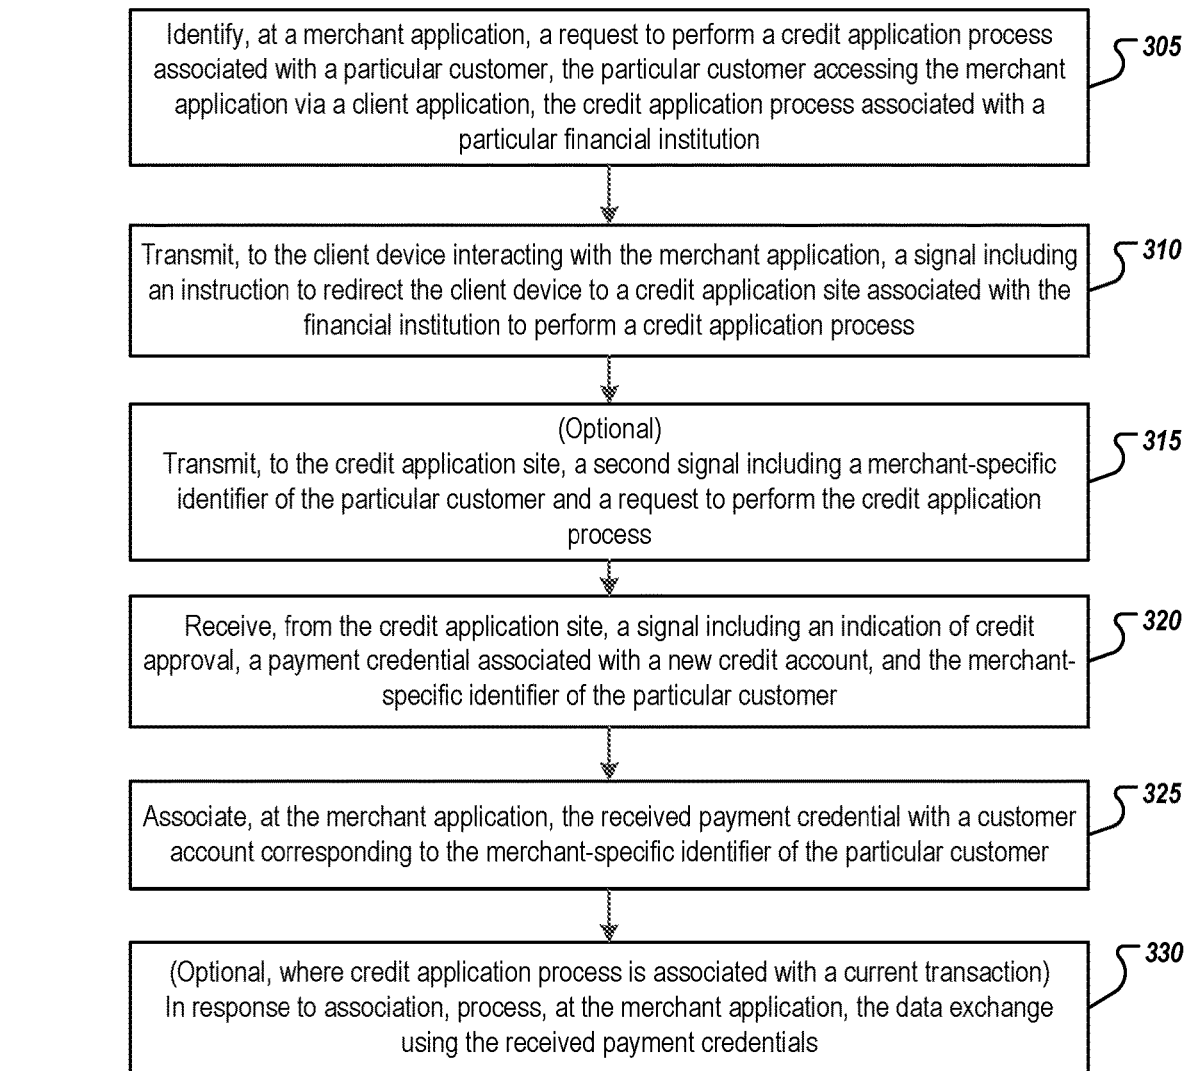 Identify, at a merchant application, a request to perform a credit application process
associated with a particular customer, the particular customer accessing the merchant
application via a client application, the credit application process associated with a
particular financial institution
305
Transmit, to the client device interacting with the merchant application, a signal including
an instruction to redirect the client device to a credit application site associated with the
financial institution to perform a credit application process
310
(Optional)
Transmit, to the credit application site, a second signal including a merchant-specific
identifier of the particular customer and a request to perform the credit application
process
315
Receive, from the credit application site, a signal including an indication of credit
approval, a payment credential associated with a new credit account, and the merchant-
specific identifier of the particular customer
320
Associate, at the merchant application, the received payment credential with a customer
account corresponding to the merchant-specific identifier of the particular customer
325
(Optional, where credit application process is associated with a current transaction)
In response to association, process, at the merchant application, the data exchange
using the received payment credentials
330